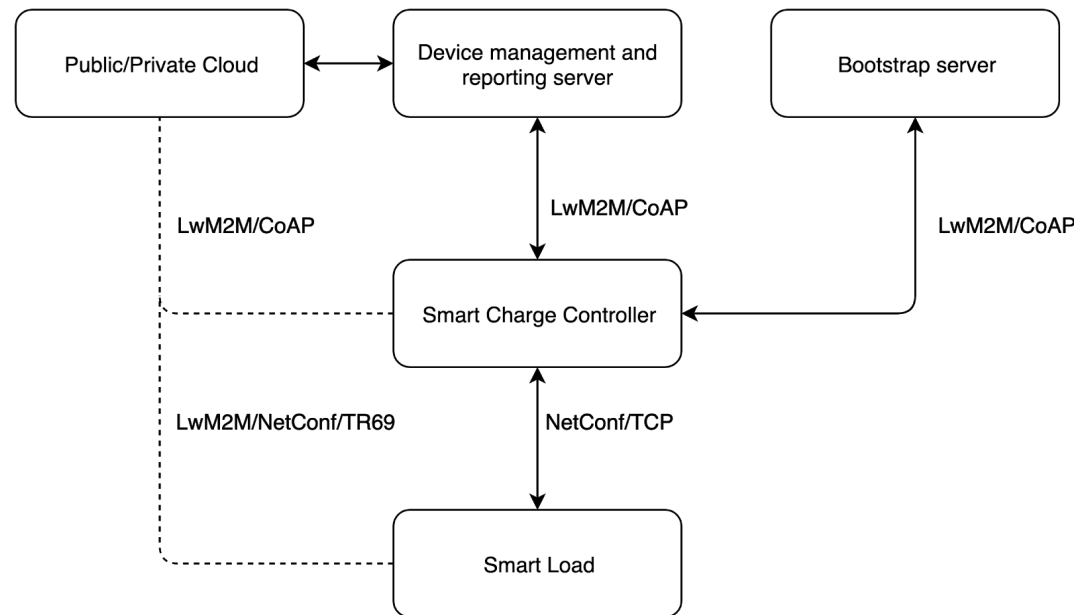 Public/Private Cloud
Device management and
reporting server
Bootstrap server
LwM2M/CoAP
LwM2M/CoAP
LwM2M/CoAP
Smart Charge Controller
LwM2M/NetConf/TR69
NetConf/TCP
Smart Load